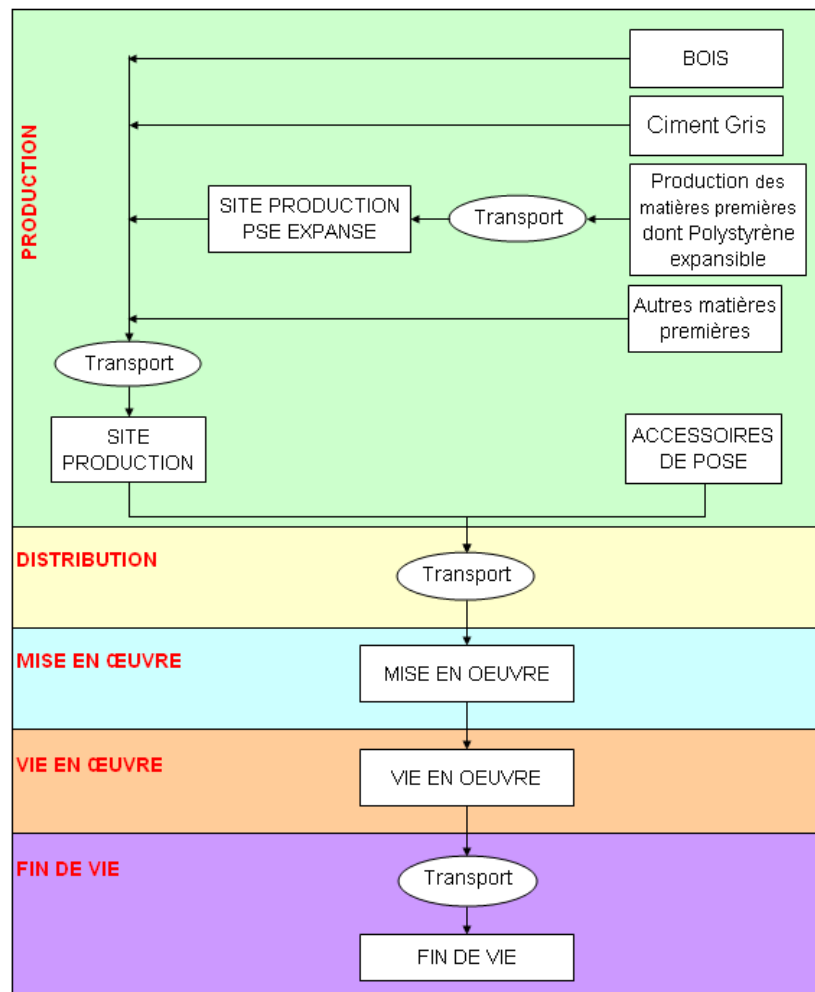 PRODUCTION
BOIS
Ciment Gris
Production des
matières premières
dont Polystyrène
expansible
Transport
SITE PRODUCTION
PSE EXPANSE
Autres matières
premières
Transport
SITE
PRODUCTION
ACCESSOIRES
DE POSE
DISTRIBUTION
Transport
MISE EN ŒUVRE
MISE EN OEUVRE
VIE EN ŒUVRE
VIE EN OEUVRE
FIN DE VIE
Transport
FIN DE VIE